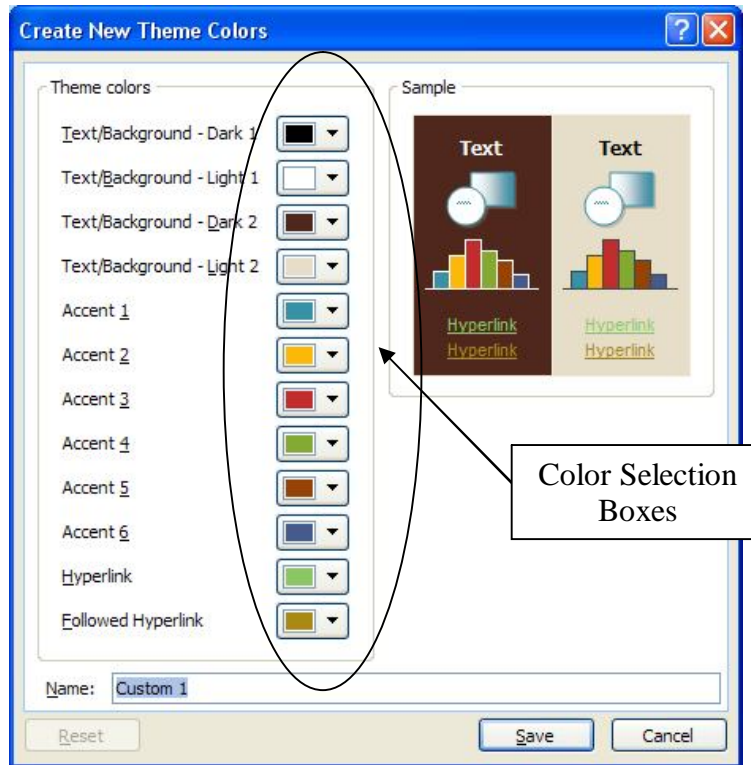 Create New Theme Colors
Theme colors
Text/Background - Dark 1
Text/Background - Light 1
Text/Background - Dark 2
Text/Background - Light 2
Accent 1
Accent 2
Accent 3
Accent 4
Accent 5
Accent 6
Hyperlink
Followed Hyperlink
Sample
Text Text
Hyperlink Hyperlink
Hyperlink Hyperlink
Color Selection
Boxes
Name: Custom 1
Reset Save Cancel